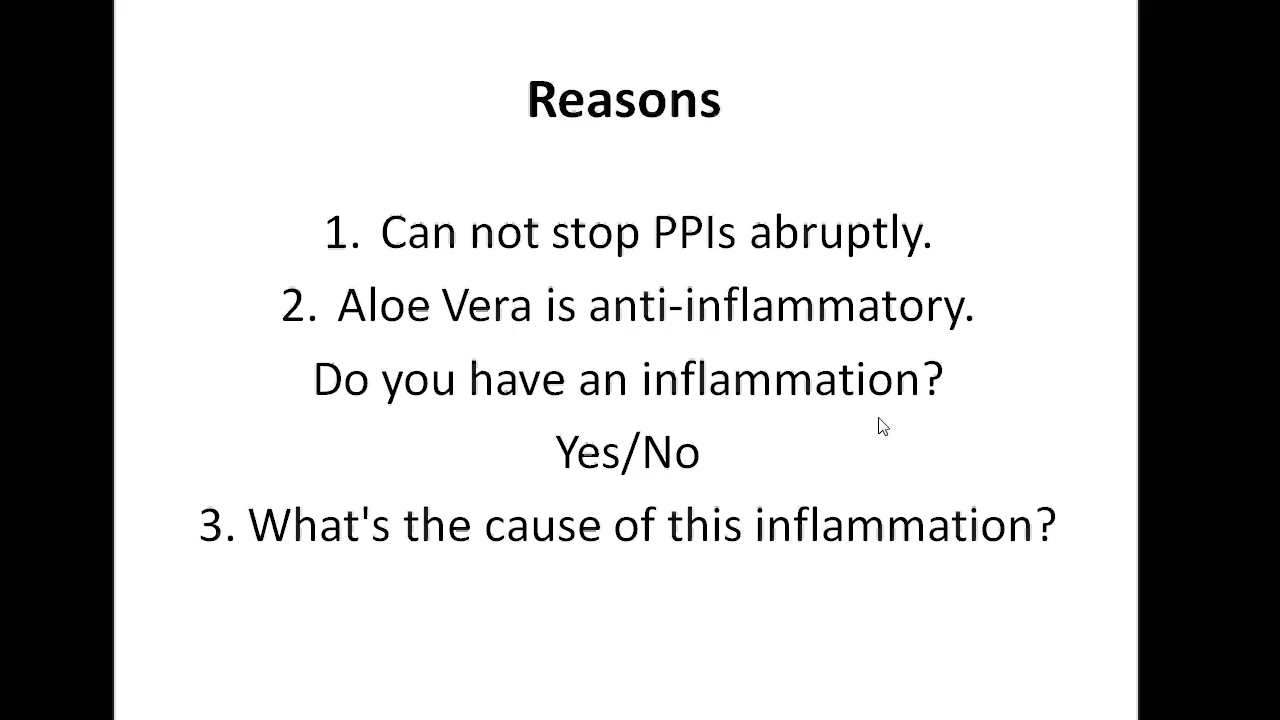 Reasons
1. Can not stop PPIs abruptly.
2. Aloe Vera is anti-inflammatory.
Do you have an inflammation?
Yes/No
3. What's the cause of this inflammation?